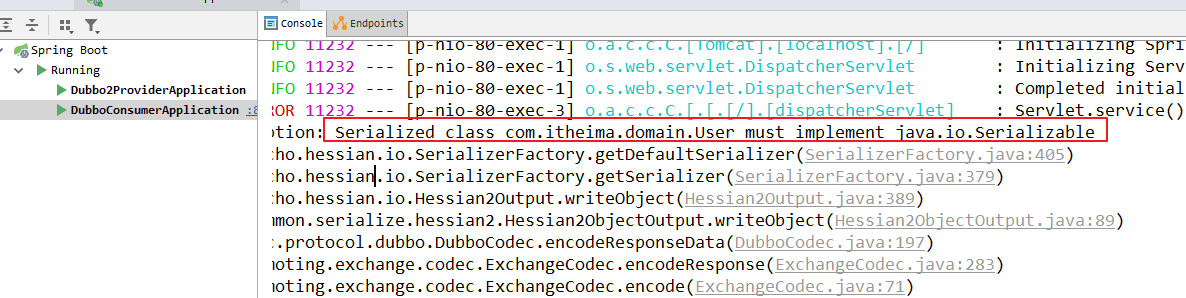 Console Endpoints
Spring Boot
Running
Dubbo2ProviderApplication
DubboConsumerApplication :8
NFO 11232 --- [p-nio-80-exec-1] o.a.c.c.C.[Tomcat].[localhost].[/] : Initializing Spri
NFO 11232 --- [p-nio-80-exec-1] o.s.web.servlet.DispatcherServlet : Initializing Serv
NFO 11232 --- [p-nio-80-exec-1] o.s.web.servlet.DispatcherServlet : Completed initial
ROR 11232 --- [p-nio-80-exec-3] o.a.c.c.C.[.[.[/].[dispatcherServlet] : Servlet.service()
ption: Serialized class com.itheima.domain.User must implement java.io.Serializable
cho.hessian.io.SerializerFactory.getDefaultSerializer(SerializerFactory.java:405)
cho.hessian.io.SerializerFactory.getSerializer(SerializerFactory.java:379)
cho.hessian.io.Hessian2Output.writeObject(Hessian2Output.java:389)
mmon.serialize.hessian2.Hessian2ObjectOutput.writeObject(Hessian2ObjectOutput.java:89)
c.protocol.dubbo.DubboCodec.encodeResponseData(DubboCodec.java:197)
moting.exchange.codec.ExchangeCodec.encodeResponse(ExchangeCodec.java:283)
moting.exchange.codec.ExchangeCodec.encode(ExchangeCodec.java:71)